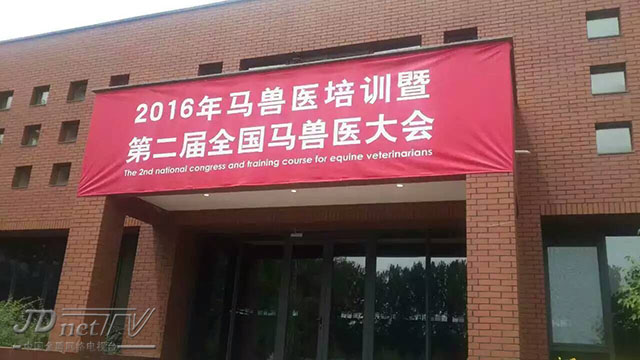 2016年马兽医培训暨
第二届全国马兽医大会
The 2nd national congress and training course for equine veterinarians
JDnetTV